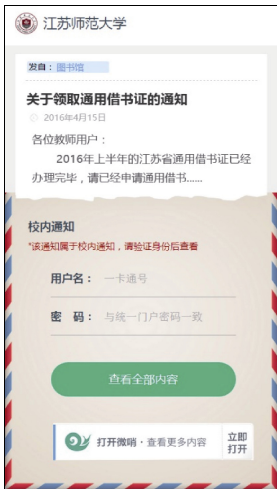 江苏师范大学
发自：图书馆
关于领取通用借书证的通知
2016年4月15日
各位教师用户：
2016年上半年的江苏省通用借书证已经
办理完毕，请已经申请通用借书......
校内通知
*该通知属于校内通知，请验证身份后查看
用户名：一卡通号
密 码：与统一门户密码一致
查看全部内容
打开微哨·查看更多内容
立即
打开